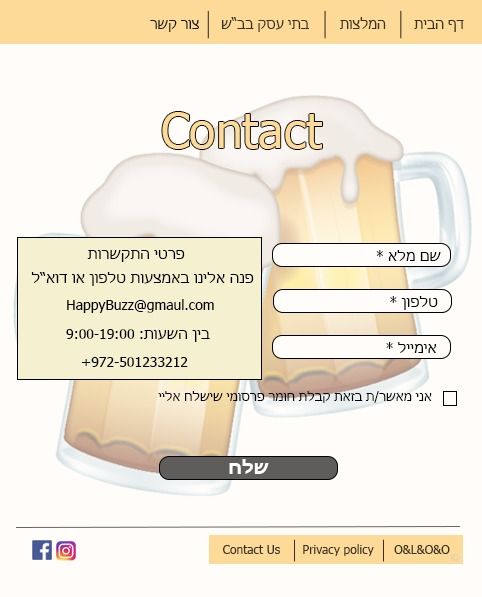 דף הבית | המלצות | בתי עסק בב"ש | צור קשר
Contact
שם מלא *
טלפון *
אימייל *
פרטי התקשרות
פנה אלינו באמצעות טלפון או דוא"ל
HappyBuzz@gmaul.com
בין השעות: 9:00-19:00
+972-501233212
אני מאשר/ת בזאת קבלת חומר פרסומי שישלח אליי
שלח
Contact Us | Privacy policy | O&L&O&O